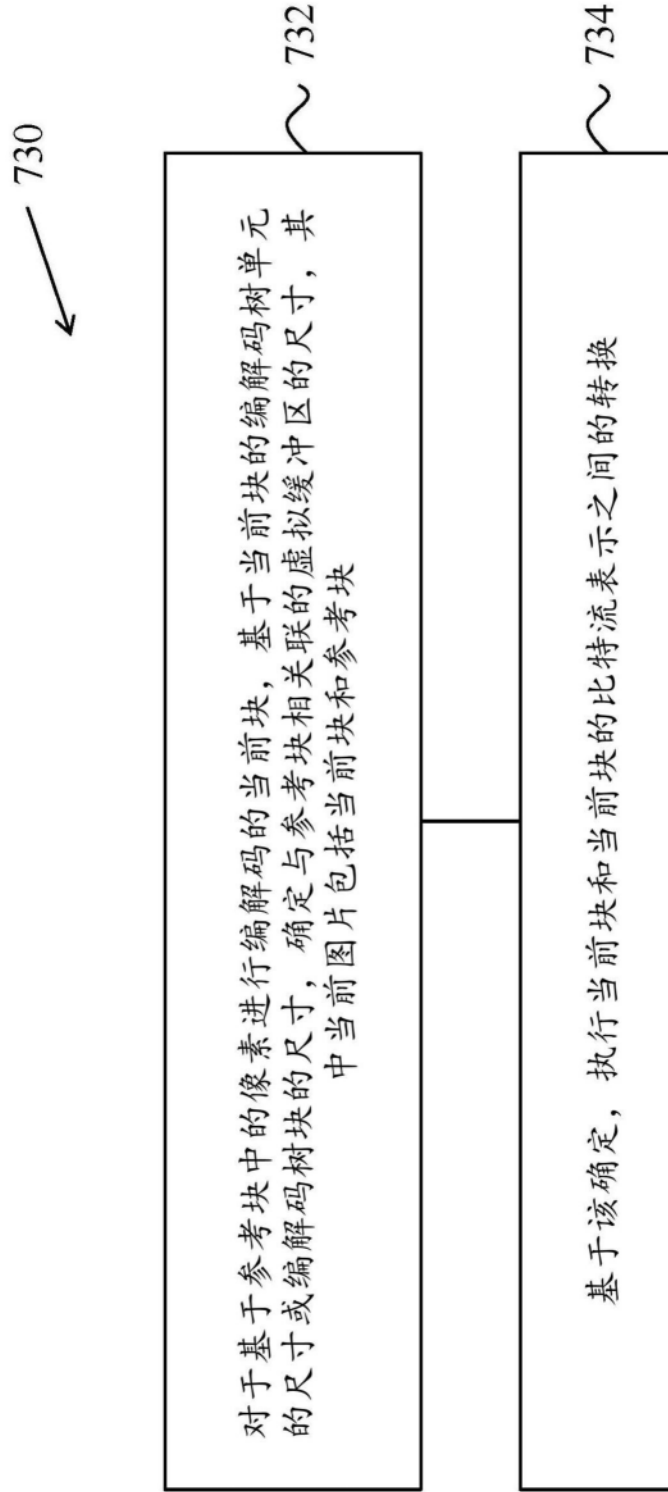 730
对于基于参考块中的像素进行编解码的当前块，基于当前块的编解码树单元
的尺寸或编解码树块的尺寸，确定与参考块相关联的虚拟缓冲区的尺寸，其
中当前图片包括当前块和参考块
732
基于该确定，执行当前块和当前块的比特流表示之间的转换
734